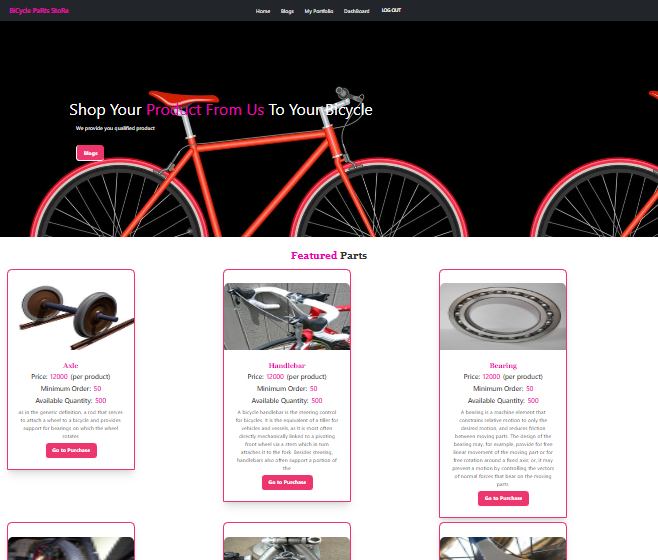 BiCycle PaRts StoRe
Home Blogs My Portfolio DashBoard LOG OUT
Shop Your Product From Us To Your Bicycle
We provide you qualified product
Blogs
Featured Parts
Axle
Price: 12000 (per product)
Minimum Order: 50
Available Quantity: 500
as in the generic definition, a rod that serves
to attach a wheel to a bicycle and provides
support for bearings on which the wheel
rotates
Go to Purchase
Handlebar
Price: 12000 (per product)
Minimum Order: 50
Available Quantity: 500
A bicycle handlebar is the steering control
for bicycles. It is the equivalent of a tiller for
vehicles and vessels, as it is most often
directly mechanically linked to a pivoting
front wheel via a stem which in turn
attaches it to the fork. Besides steering,
handlebars also often support a portion of
the
Go to Purchase
Bearing
Price: 12000 (per product)
Minimum Order: 50
Available Quantity: 500
A bearing is a machine element that
constrains relative motion to only the
desired motion, and reduces friction
between moving parts. The design of the
bearing may, for example, provide for free
linear movement of the moving part or for
free rotation around a fixed axis; or, it may
prevent a motion by controlling the vectors
of normal forces that bear on the moving
parts
Go to Purchase